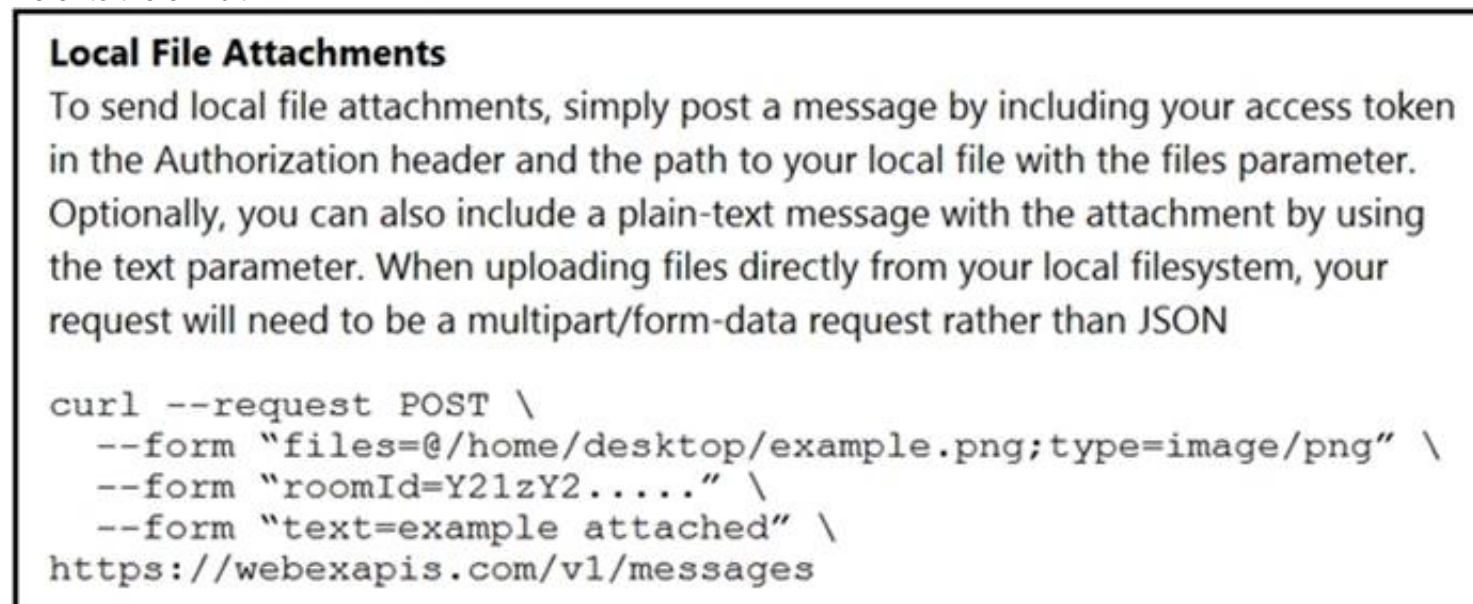 Local File Attachments
To send local file attachments, simply post a message by including your access token
in the Authorization header and the path to your local file with the files parameter.
Optionally, you can also include a plain-text message with the attachment by using
the text parameter. When uploading files directly from your local filesystem, your
request will need to be a multipart/form-data request rather than JSON
curl --request POST \
--form “files=@/home/desktop/example.png;type=image/png” \
--form “roomId=Y2lzY2.....” \
--form “text=example attached” \
https://webexapis.com/v1/messages